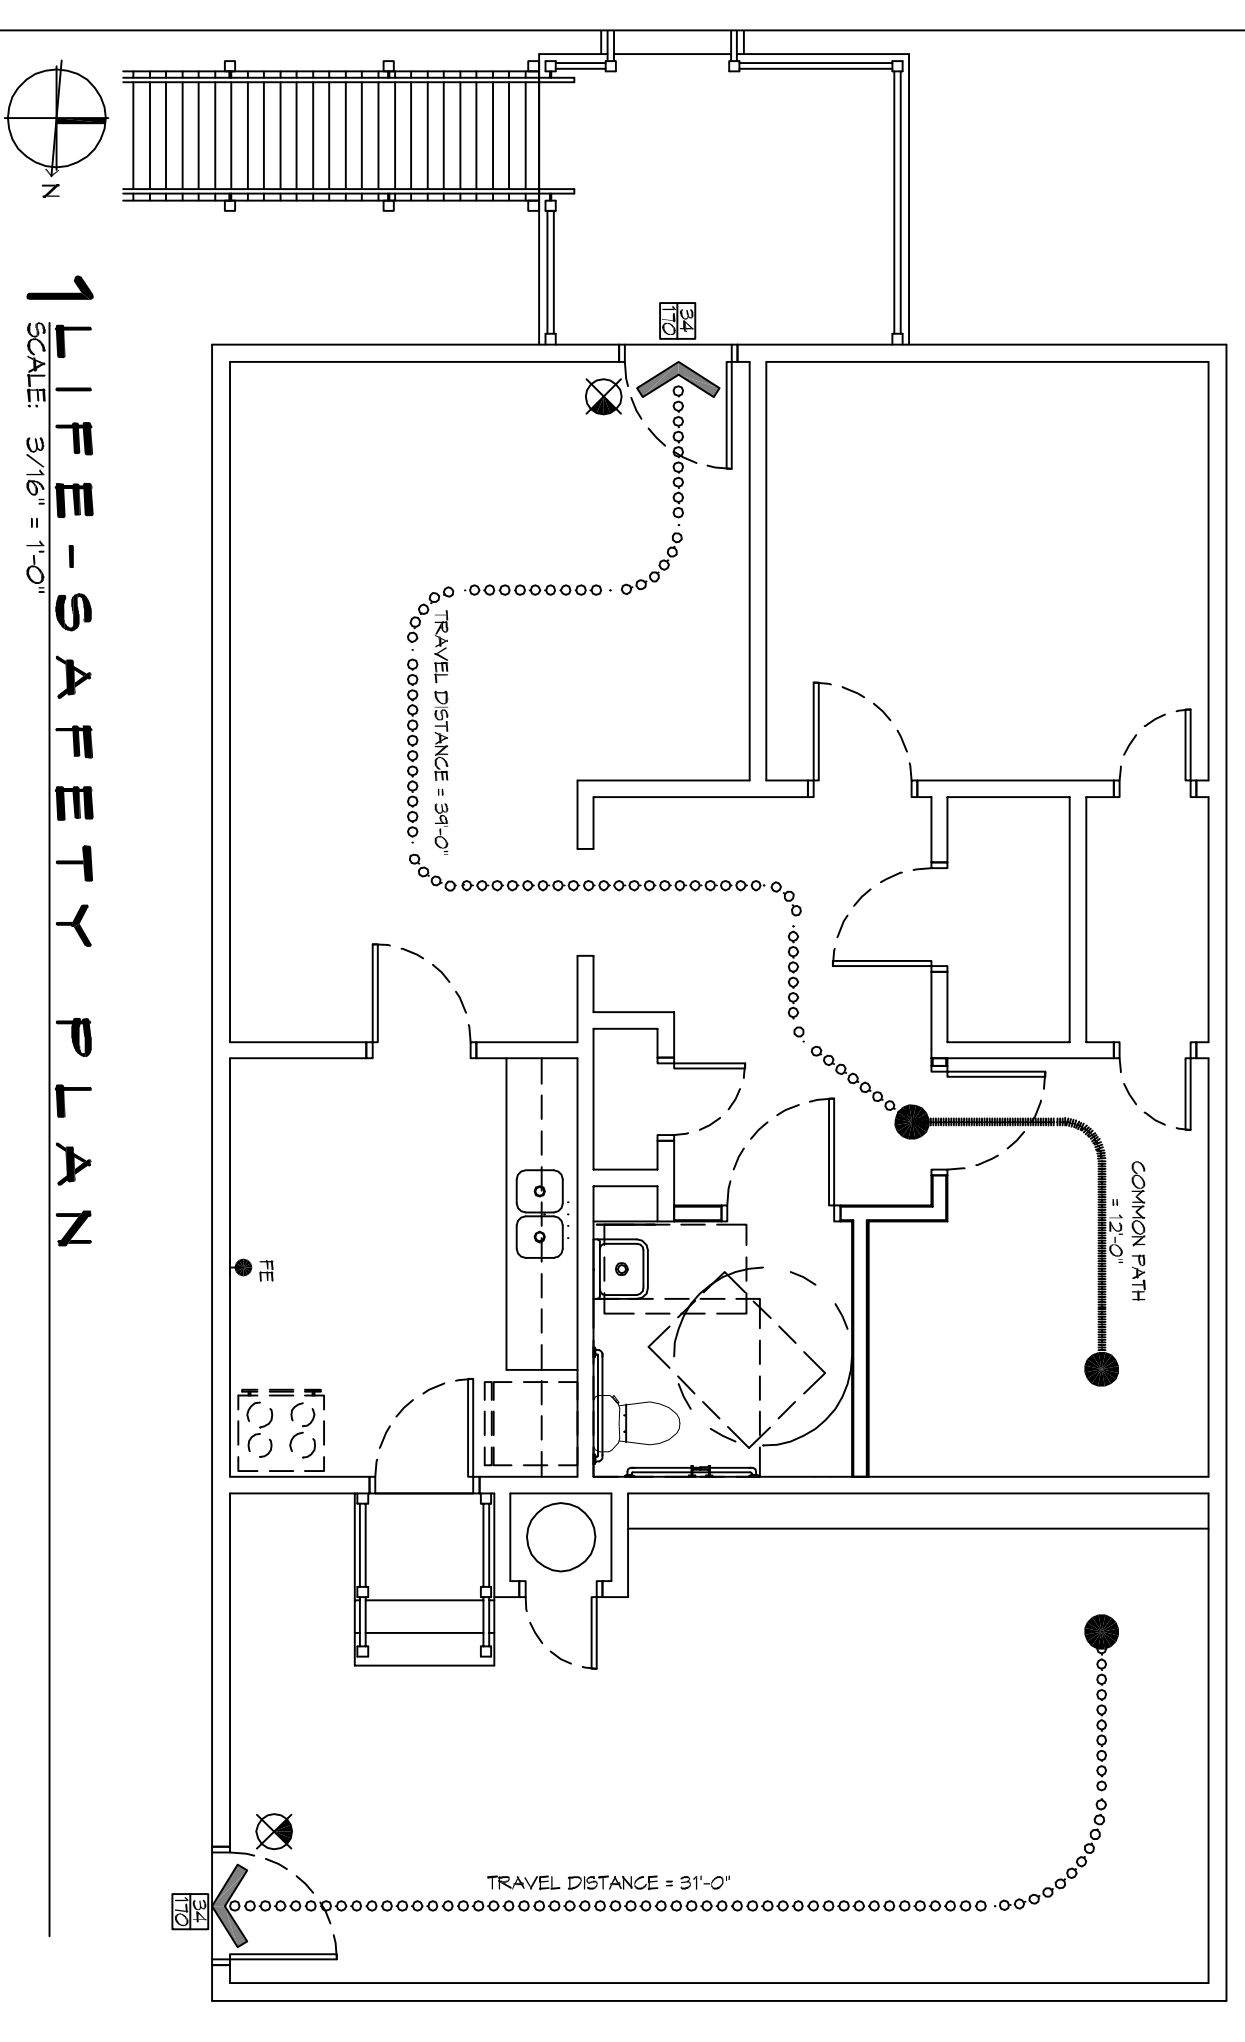 1 LIFE-SAFETY PLAN
SCALE: 3/16" = 1'-0"
N
34
170
TRAVEL DISTANCE = 39'-0"
COMMON PATH
= 12'-0"
FE
TRAVEL DISTANCE = 31'-0"
34
170